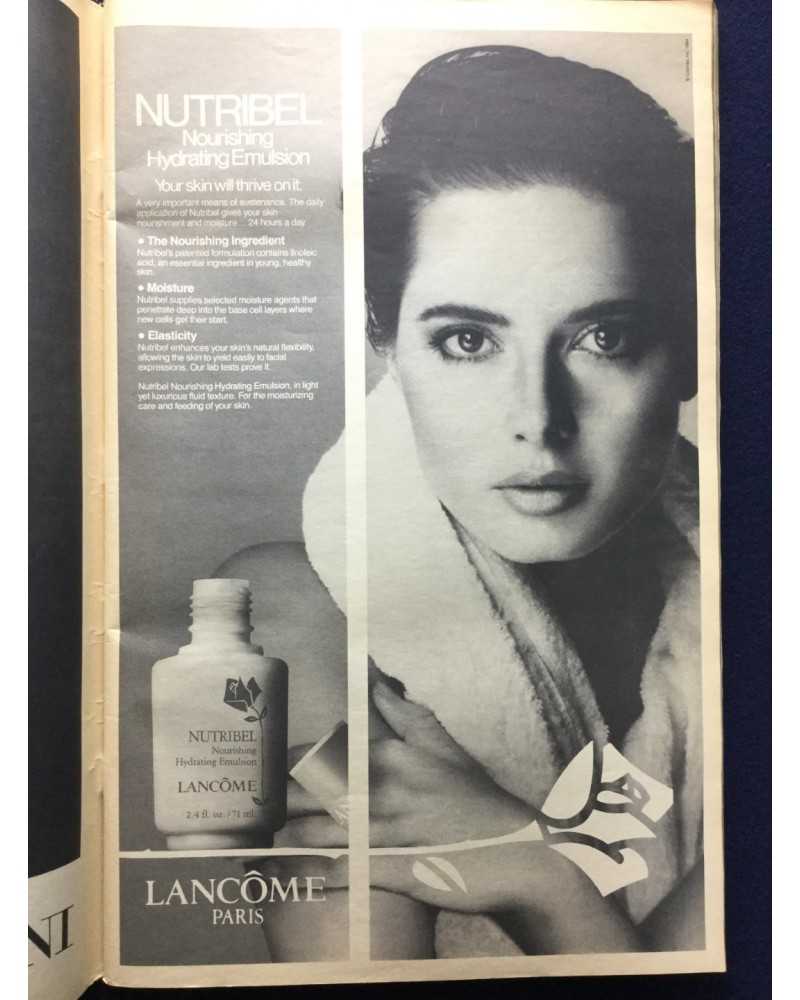 NUTRIBEL
Nourishing
Hydrating Emulsion
Your skin will thrive on it.
A very important means of sustenance. The daily
application of Nutribel gives your skin
nourishment and moisture... 24 hours a day.
• The Nourishing Ingredient
Nutribel's patented formulation contains linoleic
acid, an essential ingredient in young, healthy
skin.
• Moisture
Nutribel supplies selected moisture agents that
penetrate deep into the base cell layers where
new cells get their start.
• Elasticity
Nutribel enhances your skin's natural flexibility,
allowing the skin to yield easily to facial
expressions. Our lab tests prove it.
Nutribel Nourishing Hydrating Emulsion, in light
yet luxurious fluid texture. For the moisturizing
care and feeding of your skin.
NUTRIBEL
Nourishing
Hydrating Emulsion
LANCÔME
2.4 fl. oz. / 71 ml.
LANCÔME
PARIS
NI